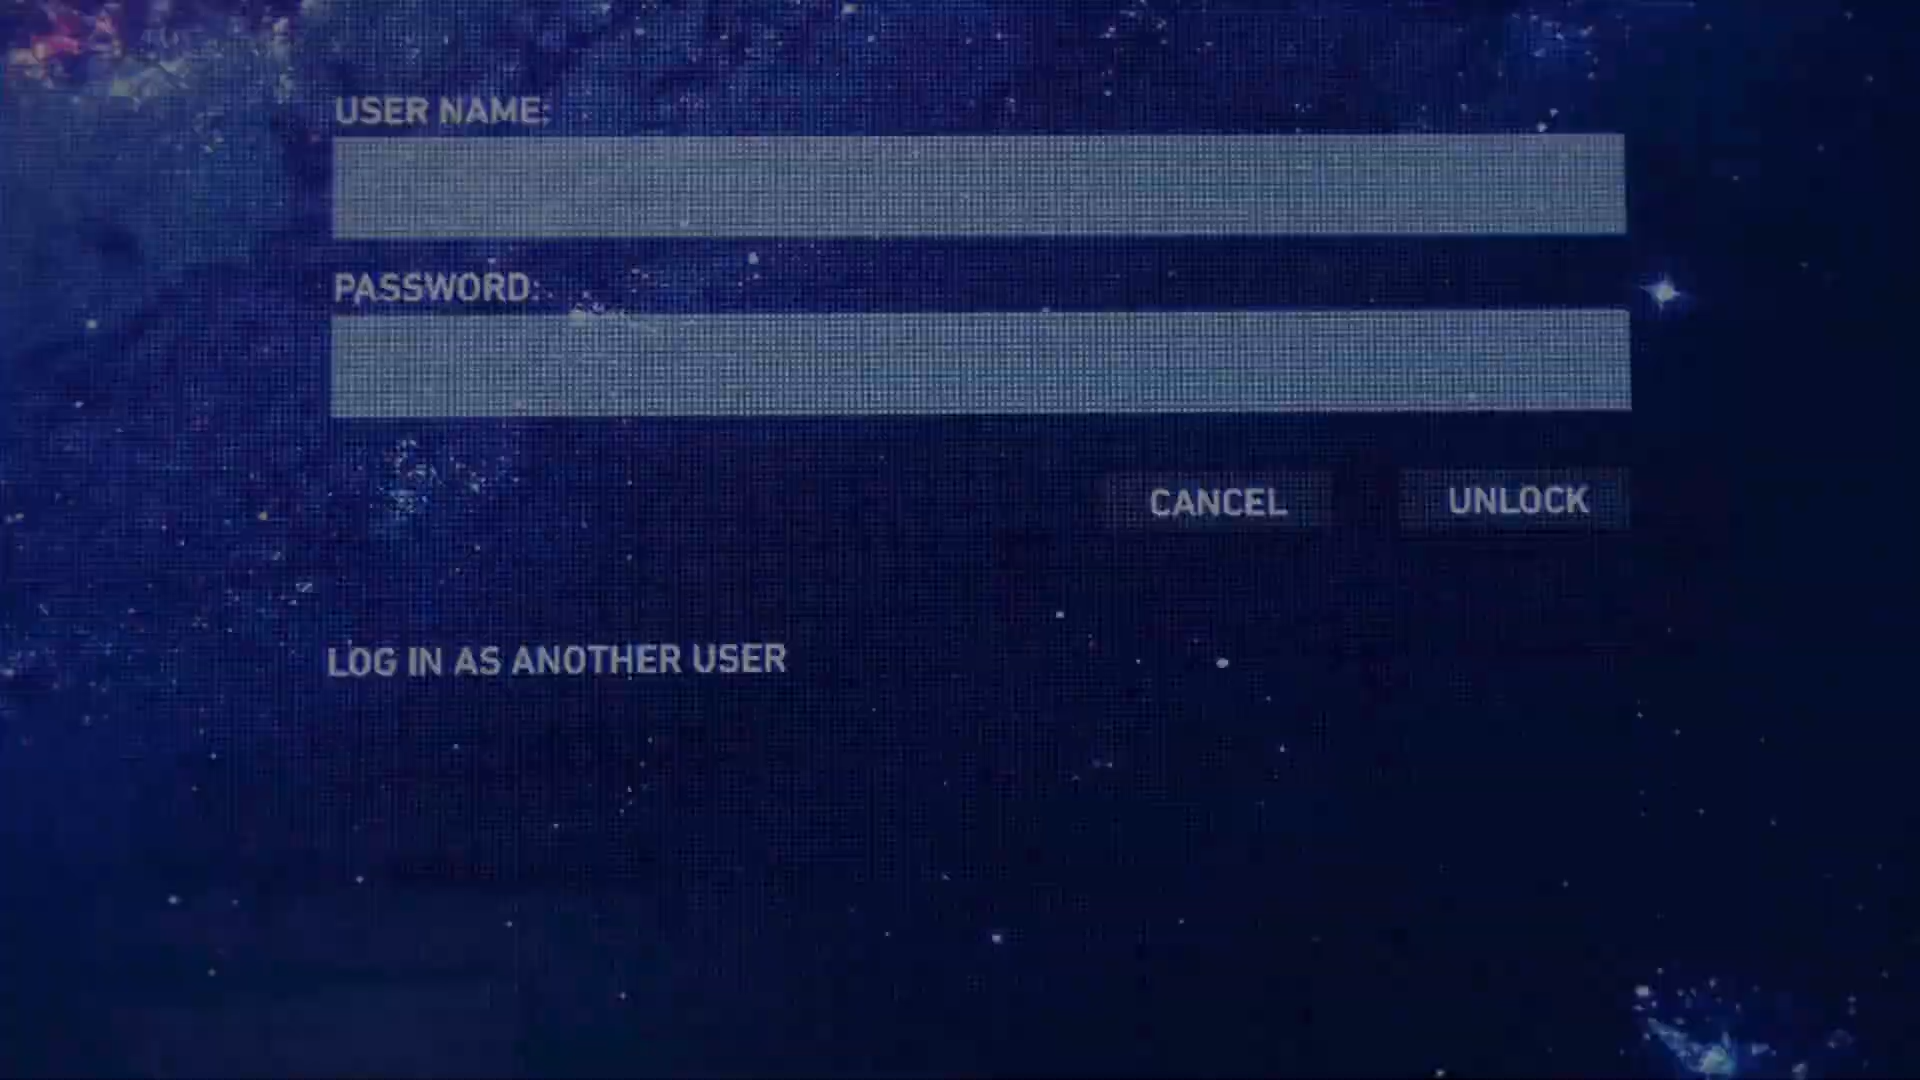 USER NAME:
PASSWORD:
CANCEL
UNLOCK
LOG IN AS ANOTHER USER